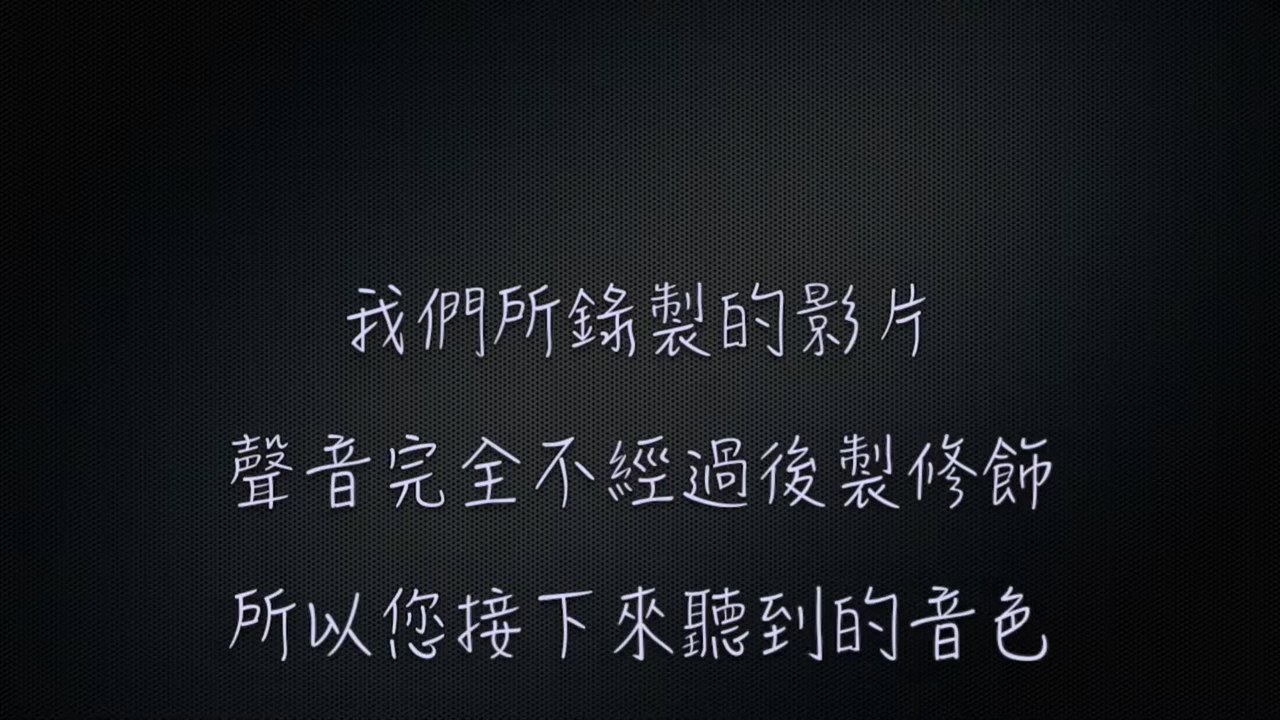 我們所錄製的影片
聲音完全不經過後製修飾
所以您接下來聽到的音色